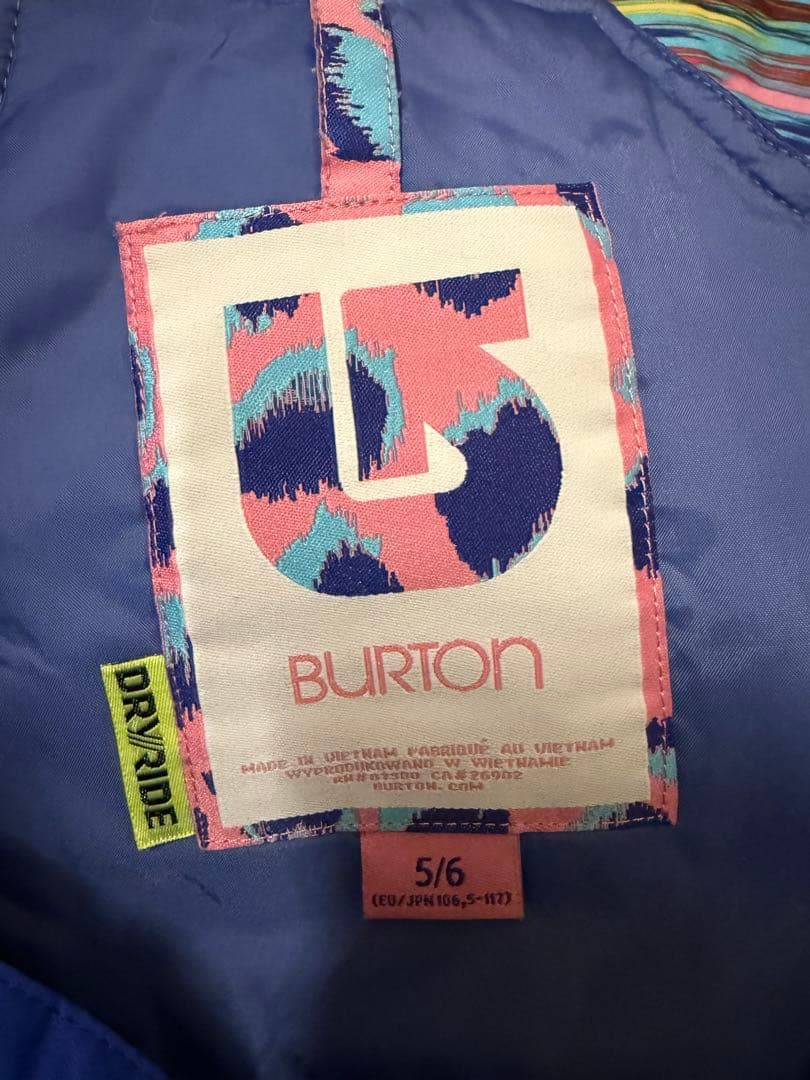 BURTON
MADE IN VIETNAM FABRIQUÉ AU VIETNAM
WYPRODUKOWANO W WIETNAMIE
RN#87500 CA#26902
BURTON.COM
DRY//RIDE
5/6
(EU/JPN 106,5-117)